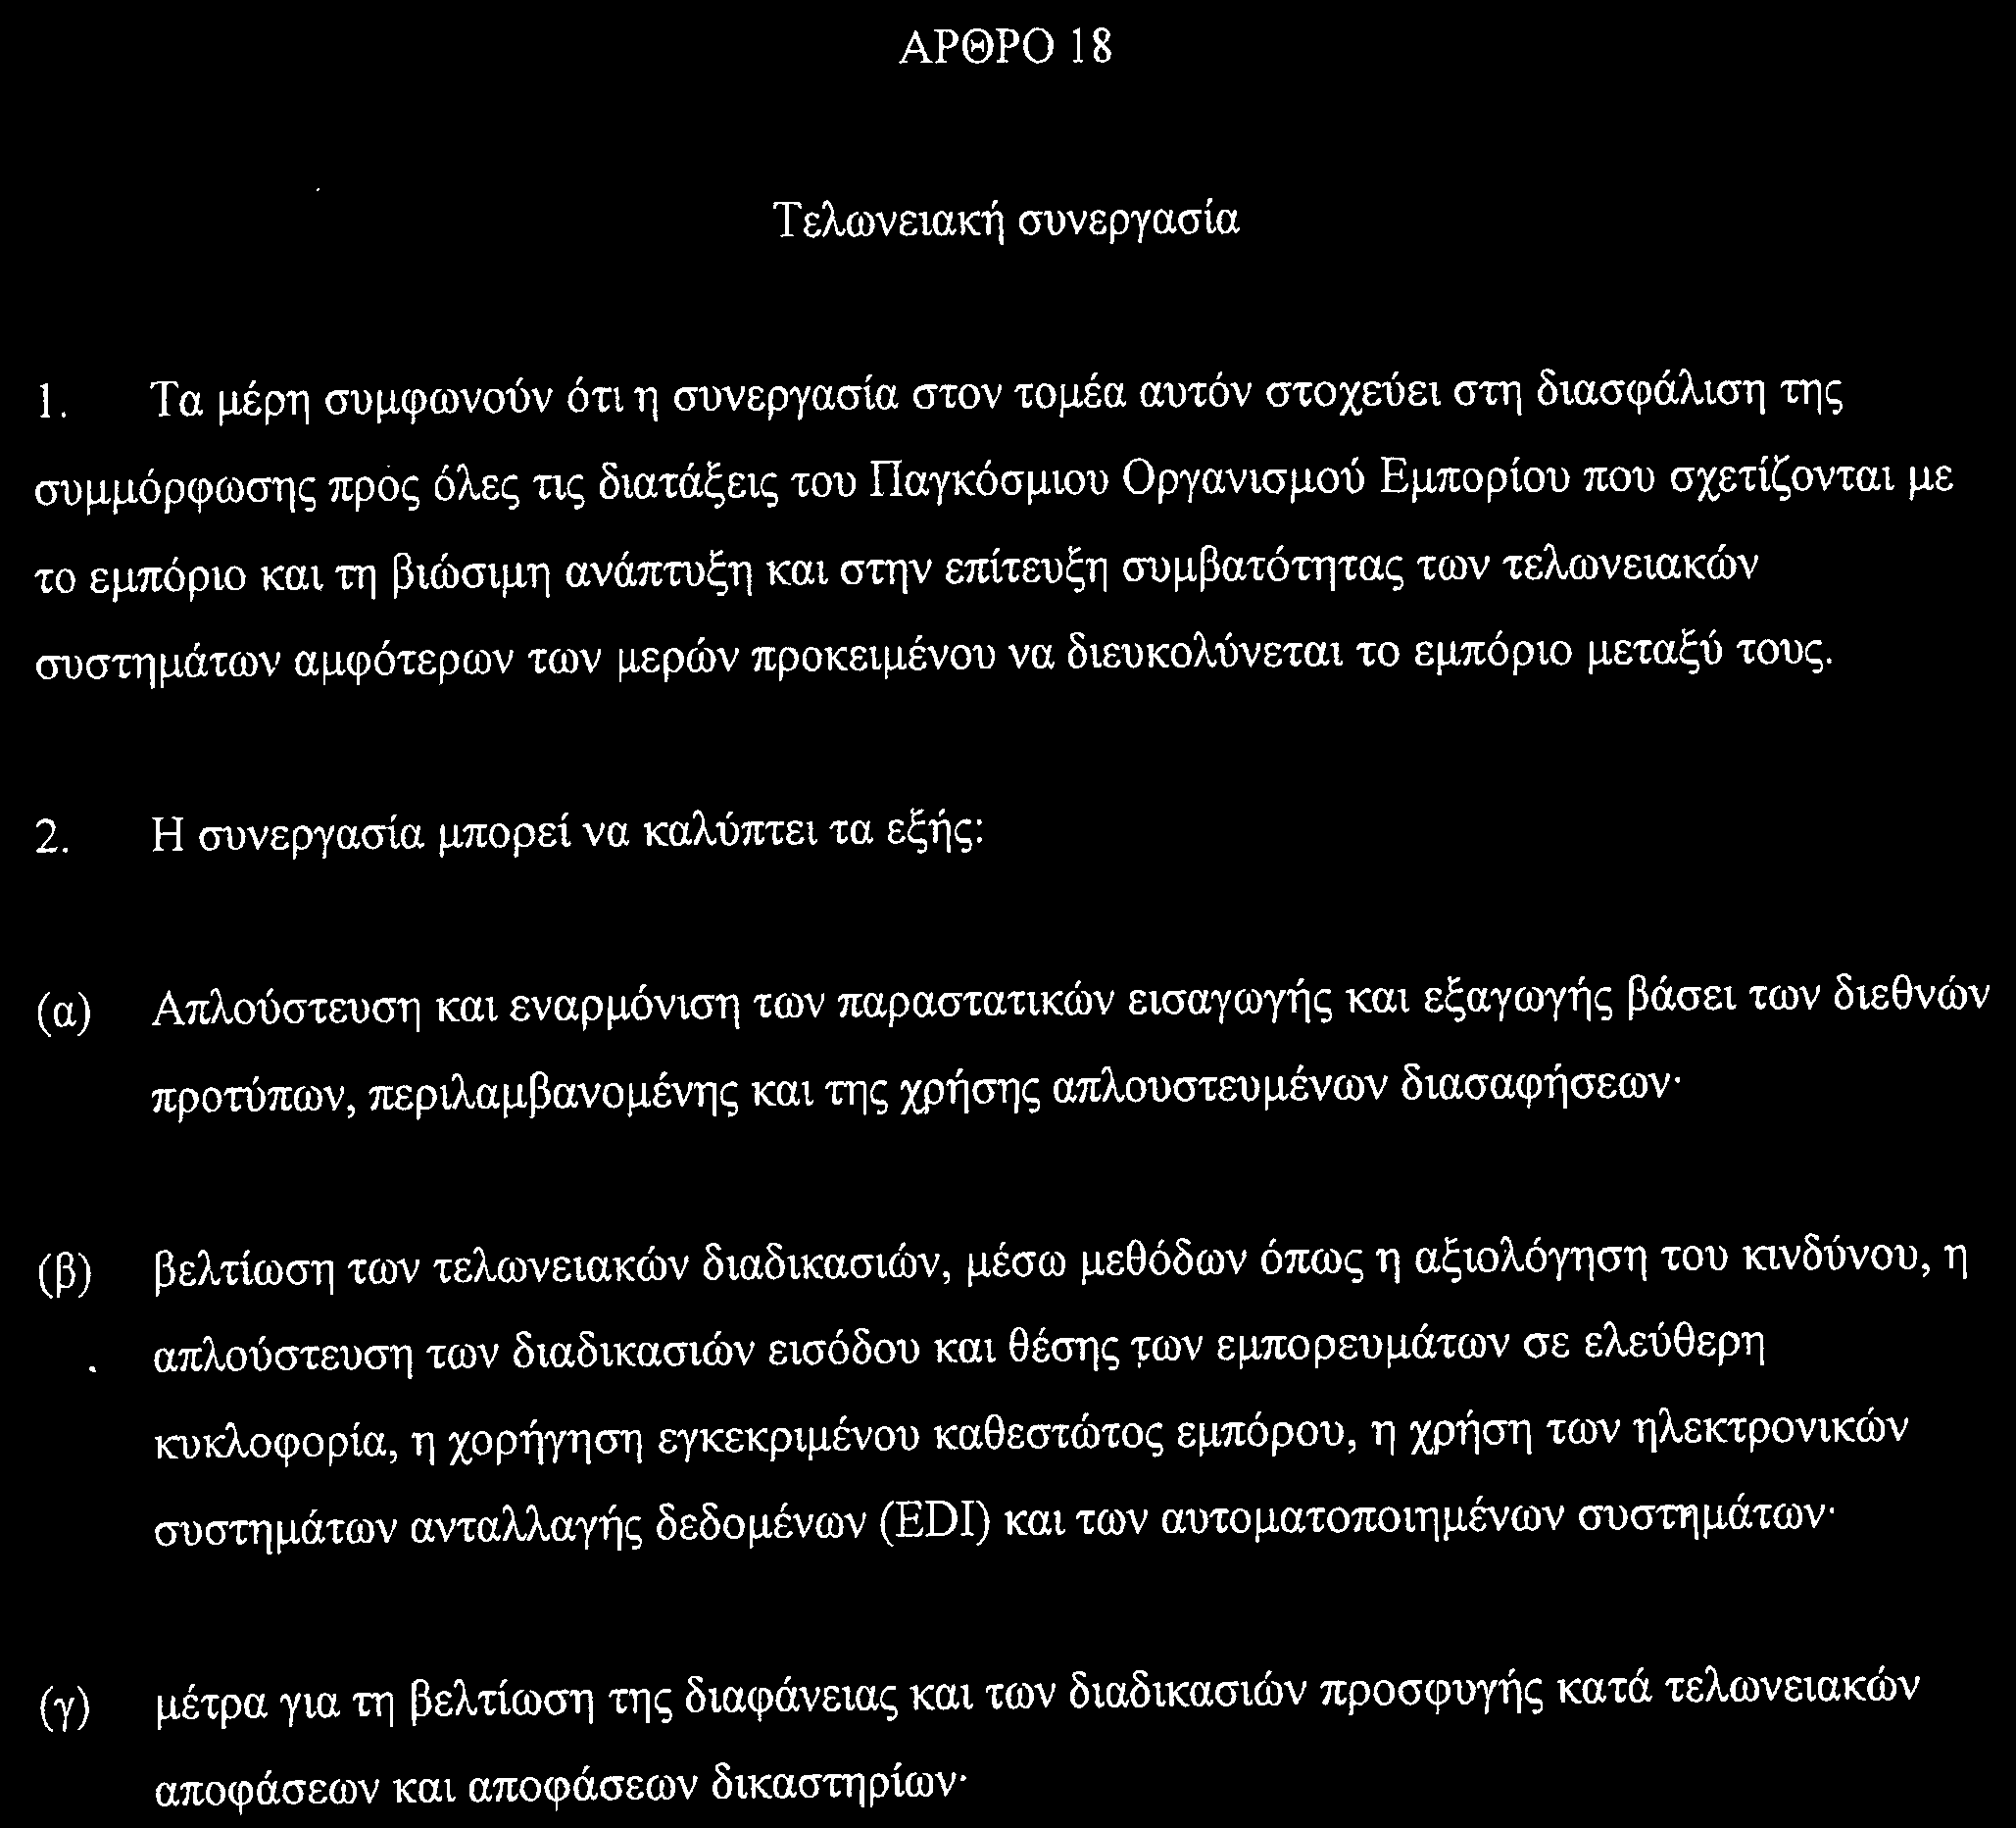 ΑΡΘΡΟ 18
Τελωνειακή συνεργασία
1. Τα μέρη συμφωνούν ότι η συνεργασία στον τομέα αυτόν στοχεύει στη διασφάλιση της
συμμόρφωσης προς όλες τις διατάξεις του Παγκόσμιου Οργανισμού Εμπορίου που σχετίζονται με
το εμπόριο και τη βιώσιμη ανάπτυξη και στην επίτευξη συμβατότητας των τελωνειακών
συστημάτων αμφότερων των μερών προκειμένου να διευκολύνεται το εμπόριο μεταξύ τους.
2. Η συνεργασία μπορεί να καλύπτει τα εξής:
(α) Απλούστευση και εναρμόνιση των παραστατικών εισαγωγής και εξαγωγής βάσει των διεθνών
προτύπων, περιλαμβανομένης και της χρήσης απλουστευμένων διασαφήσεων·
(β) βελτίωση των τελωνειακών διαδικασιών, μέσω μεθόδων όπως η αξιολόγηση του κινδύνου, η
απλούστευση των διαδικασιών εισόδου και θέσης των εμπορευμάτων σε ελεύθερη
κυκλοφορία, η χορήγηση εγκεκριμένου καθεστώτος εμπόρου, η χρήση των ηλεκτρονικών
συστημάτων ανταλλαγής δεδομένων (EDI) και των αυτοματοποιημένων συστημάτων·
(γ) μέτρα για τη βελτίωση της διαφάνειας και των διαδικασιών προσφυγής κατά τελωνειακών
αποφάσεων και αποφάσεων δικαστηρίων·